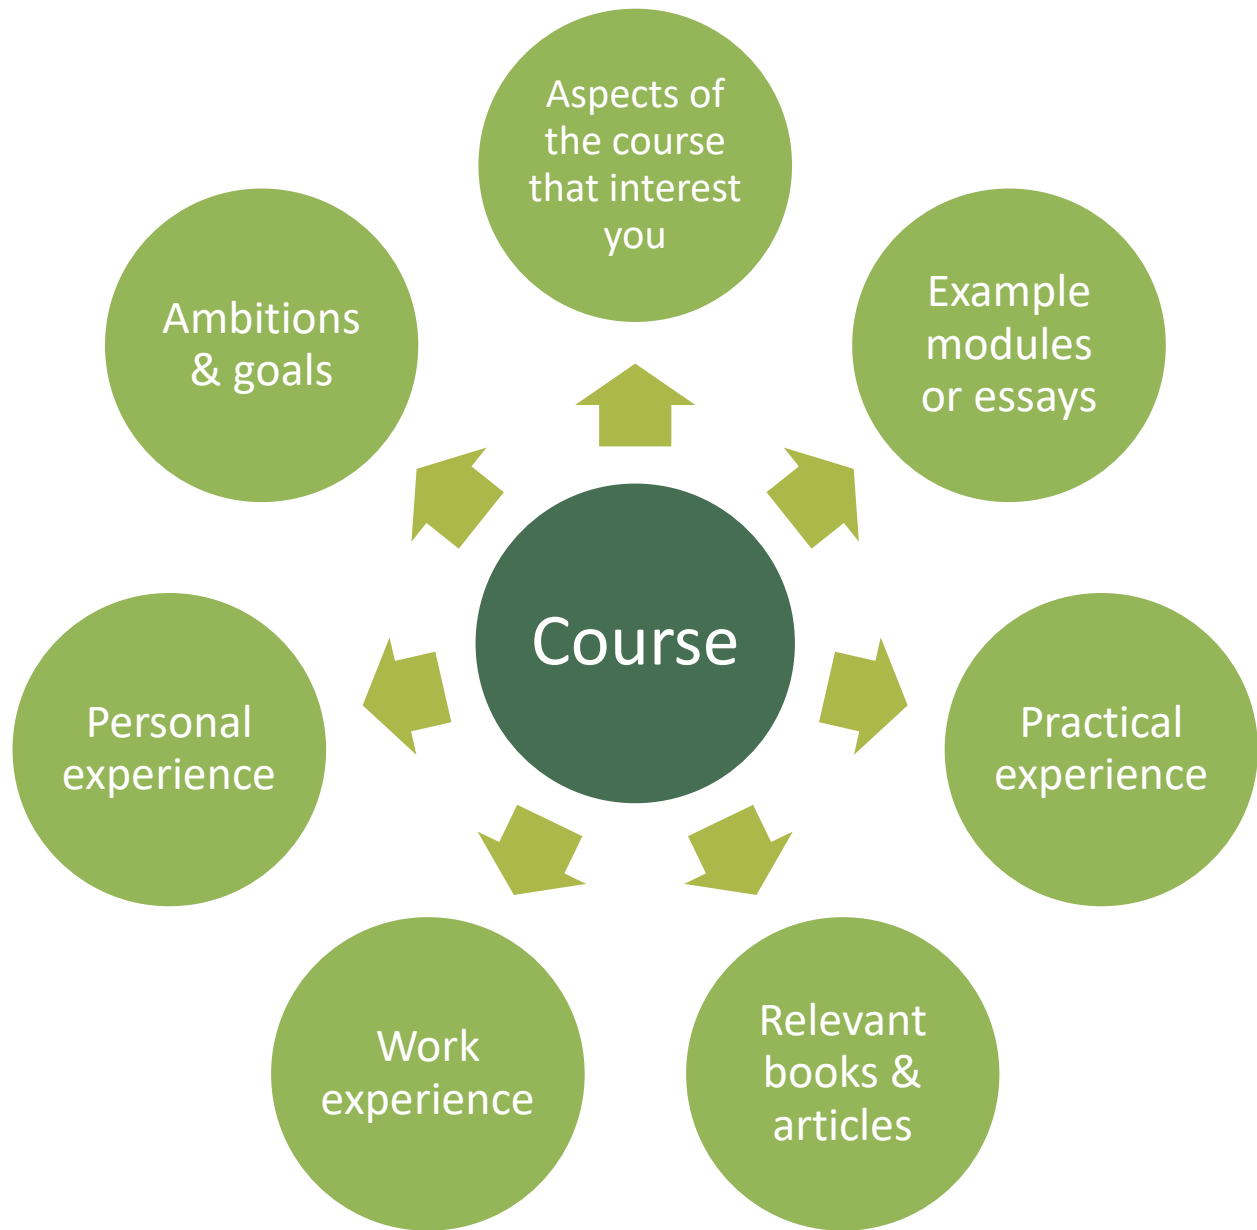 Aspects of
the course
that interest
you
Example
modules
or essays
Practical
experience
Relevant
books &
articles
Work
experience
Personal
experience
Ambitions
& goals
Course